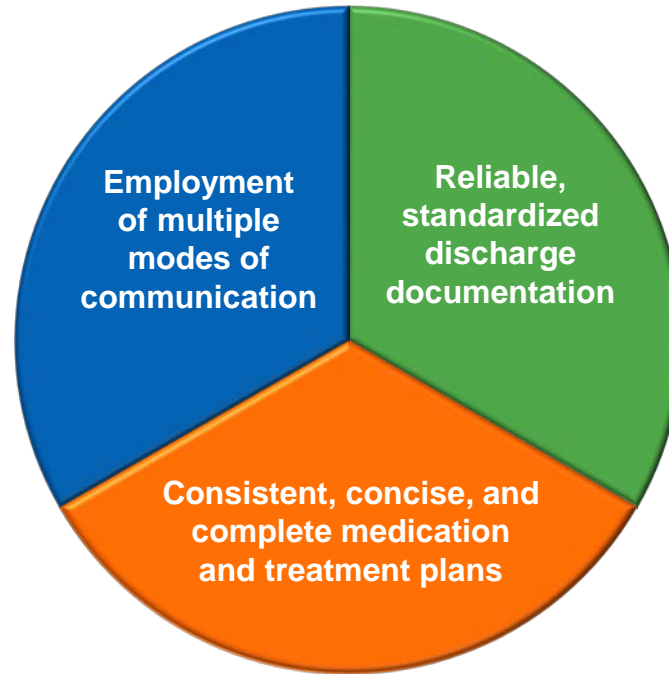 Employment
of multiple
modes of
communication
Reliable,
standardized
discharge
documentation
Consistent, concise, and
complete medication
and treatment plans